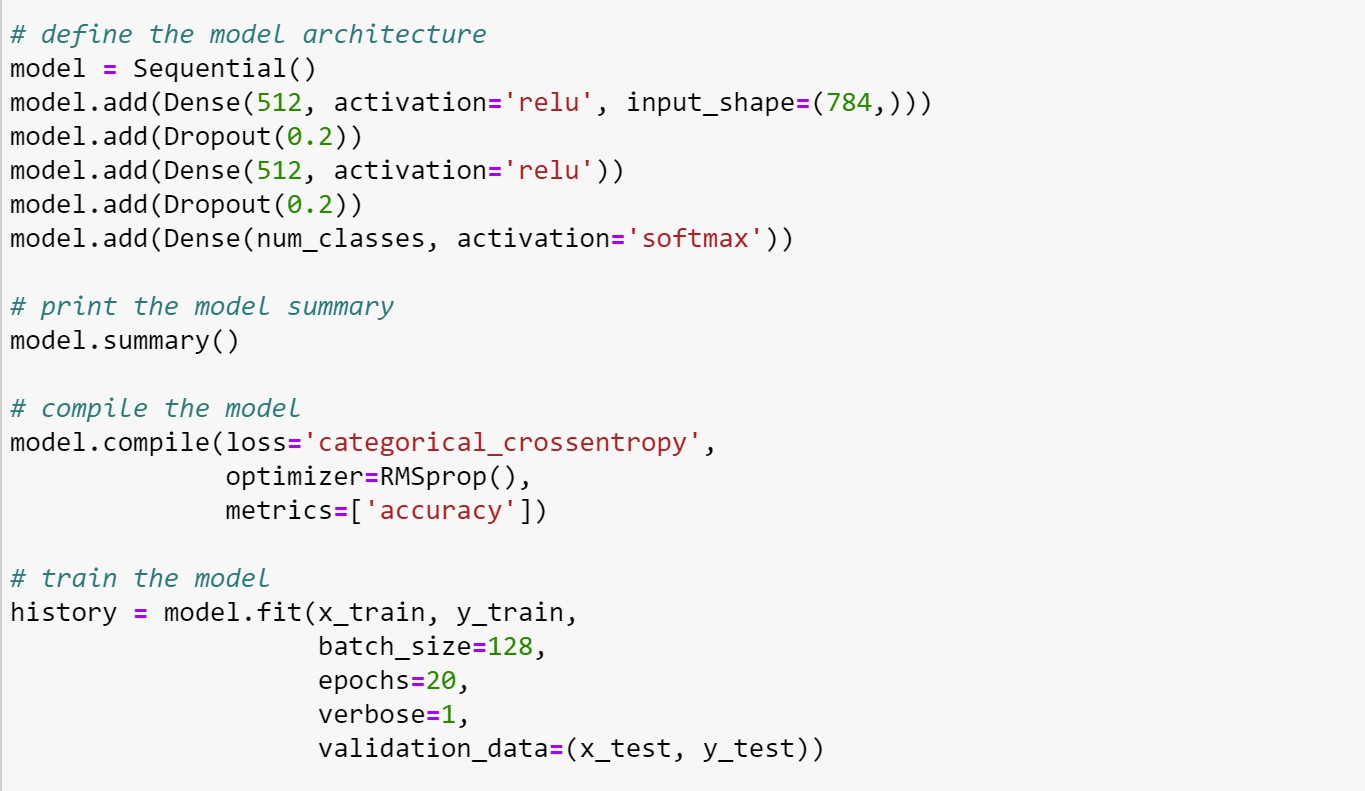 # define the model architecture
model = Sequential()
model.add(Dense(512, activation='relu', input_shape=(784,)))
model.add(Dropout(0.2))
model.add(Dense(512, activation='relu'))
model.add(Dropout(0.2))
model.add(Dense(num_classes, activation='softmax'))

# print the model summary
model.summary()

# compile the model
model.compile(loss='categorical_crossentropy',
              optimizer=RMSprop(),
              metrics=['accuracy'])

# train the model
history = model.fit(x_train, y_train,
                    batch_size=128,
                    epochs=20,
                    verbose=1,
                    validation_data=(x_test, y_test))